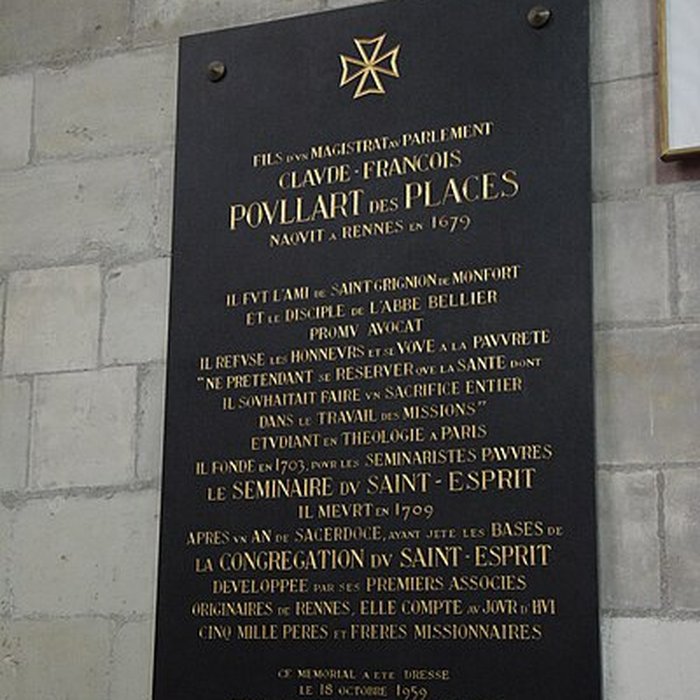 FILS D'VN MAGISTRAT AV PARLEMENT
CLAVDE-FRANCOIS
POVLLART DES PLACES
NAQVIT A RENNES EN 1679
IL FVT L'AMI DE SAINT GRIGNION DE MONFORT
ET LE DISCIPLE DE L'ABBE BELLIER
PROMV AVOCAT
IL REFVSE LES HONNEVRS ET SE VOVE A LA PAVVRETE
"NE PRETENDANT SE RESERVER QVE LA SANTE DONT
IL SOVHAITAIT FAIRE VN SACRIFICE ENTIER
DANS LE TRAVAIL DES MISSIONS"
ETVDIANT EN THEOLOGIE A PARIS
IL FONDE EN 1703, POVR LES SEMINARISTES PAVVRES
LE SEMINAIRE DV SAINT-ESPRIT
IL MEVRT EN 1709
APRES VN AN DE SACERDOCE, AYANT JETE LES BASES DE
LA CONGREGATION DV SAINT-ESPRIT
DEVELOPPEE PAR SES PREMIERS ASSOCIES
ORIGINAIRES DE RENNES, ELLE COMPTE AV JOVR D'HVI
CINQ MILLE PERES ET FRERES MISSIONNAIRES
CE MEMORIAL A ETE DRESSE
LE 18 OCTOBRE 1959